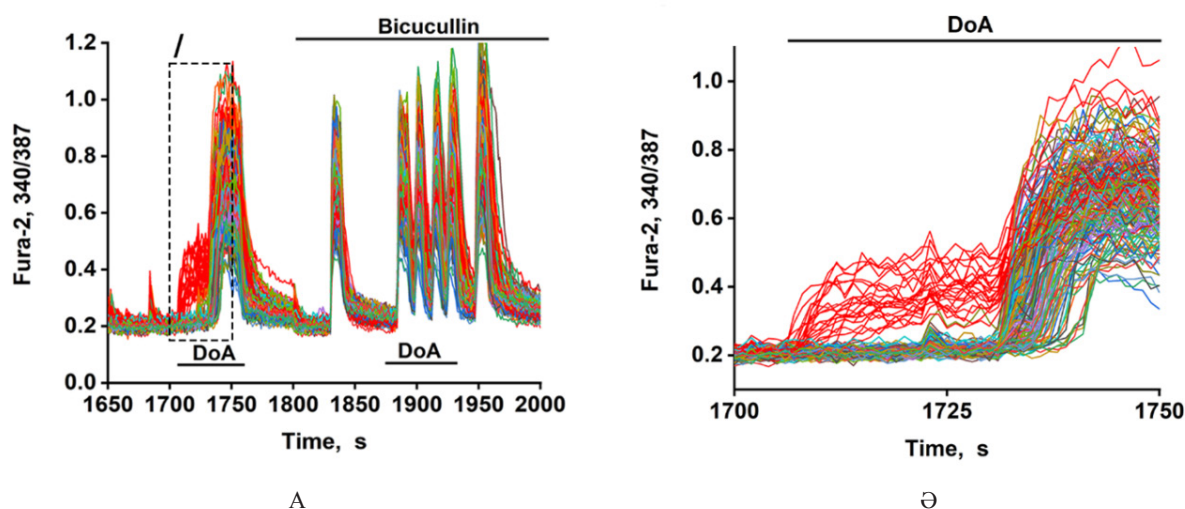 Bicucullin
I
1.2
1.0
0.8
0.6
0.4
0.2
0.0
Fura-2, 340/387
DoA
DoA
1650 1700 1750 1800 1850 1900 1950 2000
Time, s
A
DoA
1.0
0.8
0.6
0.4
0.2
Fura-2, 340/387
1700 1725 1750
Time, s
Ә